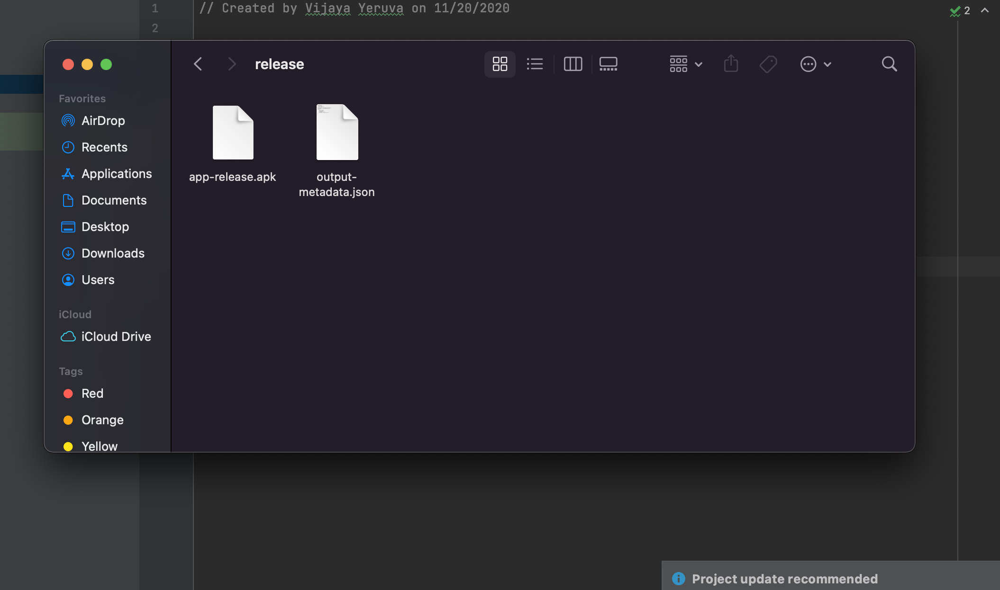 1
// Created by Vijaya Yeruva on 11/20/2020
2
2
release
Favorites
AirDrop
Recents
Applications
Documents
Desktop
Downloads
Users
iCloud
iCloud Drive
Tags
Red
Orange
Yellow
app-release.apk
output-
metadata.json
Project update recommended